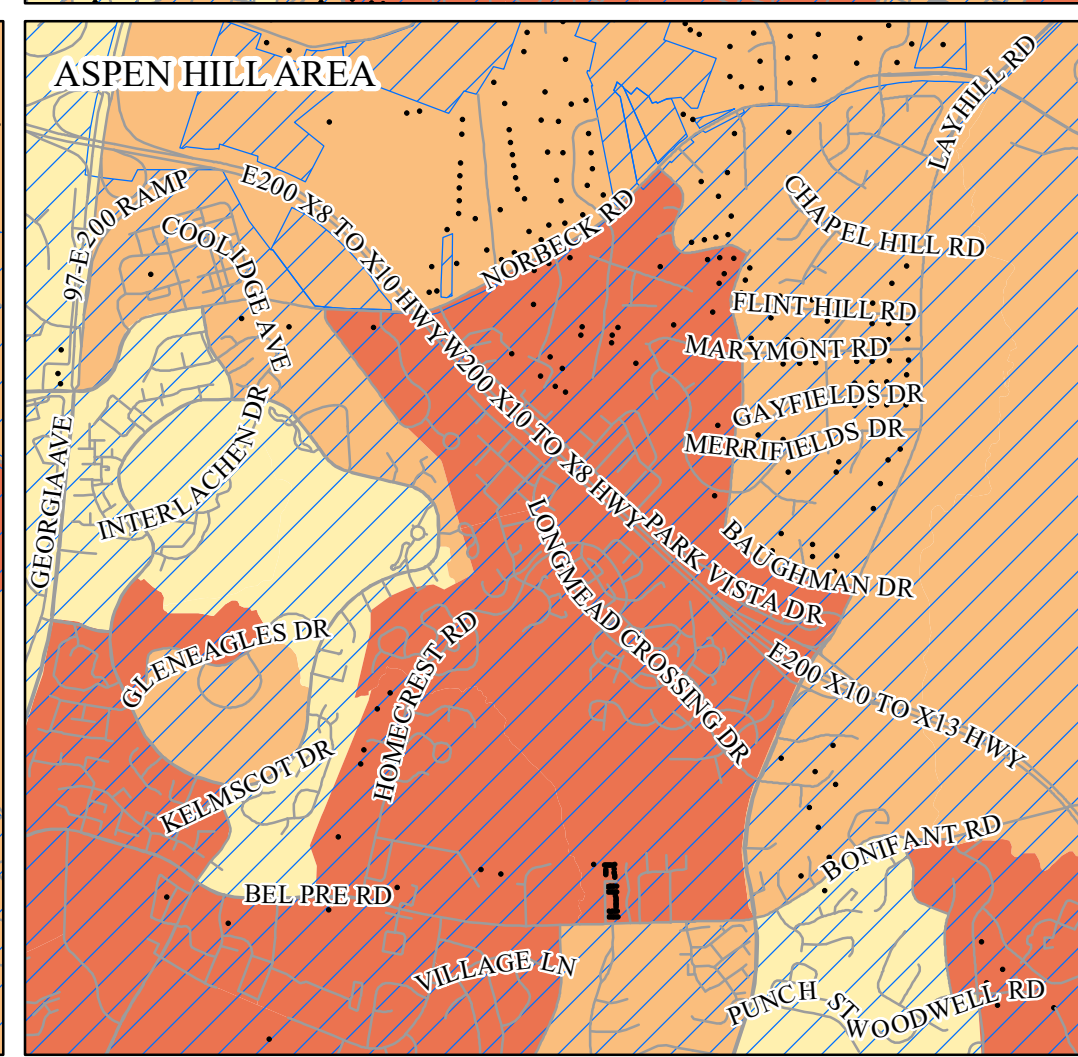 ASPEN HILL AREA
LAYHILL RD
97-E200 RAMP
E200 X8 TO X10 HWY
COOLIDGE AVE
NORBECK RD
CHAPEL HILL RD
FLINT HILL RD
MARYMONT RD
W200 X10 TO X8 HWY
GAYFIELDS DR
MERRIFIELDS DR
INTERLACHEN DR
GEORGIA AVE
LONGMEAD CROSSING DR
PARK VISTA DR
BAUGHMAN DR
GLENEAGLES DR
HOMECREST RD
E200 X10 TO X13 HWY
KELMSCOT DR
BONIFANT RD
BEL PRE RD
VILLAGE LN
PUNCH ST
WOODWELL RD